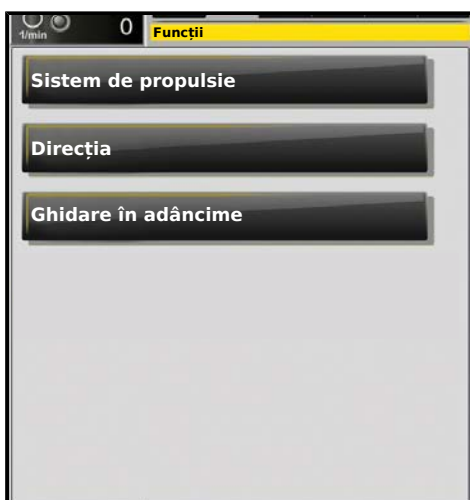 1/min
0
Funcții
Sistem de propulsie
Direcția
Ghidare în adâncime